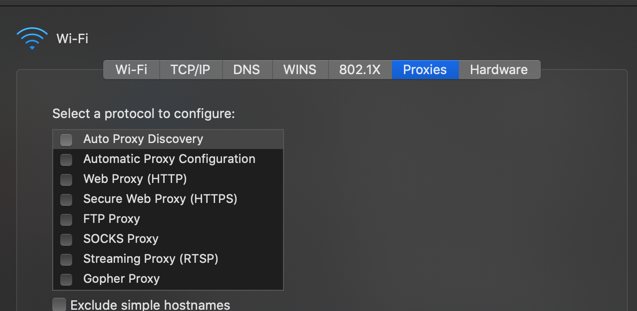 Wi-Fi
Wi-Fi TCP/IP DNS WINS 802.1X Proxies Hardware
Select a protocol to configure:
Auto Proxy Discovery
Automatic Proxy Configuration
Web Proxy (HTTP)
Secure Web Proxy (HTTPS)
FTP Proxy
SOCKS Proxy
Streaming Proxy (RTSP)
Gopher Proxy
Exclude simple hostnames